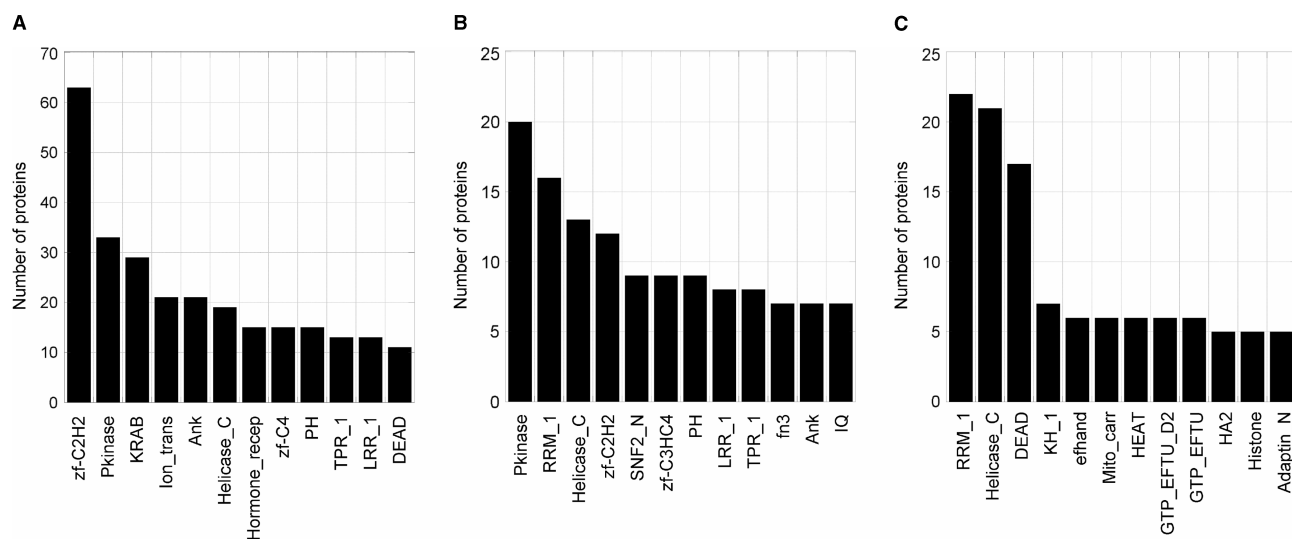 A
Number of proteins
70
60
50
40
30
20
10
0
zf-C2H2
Pkinase
KRAB
Ion_trans
Ank
Helicase_C
Hormone_recep
zf-C4
PH
TPR_1
LRR_1
DEAD
B
Number of proteins
25
20
15
10
5
0
Pkinase
RRM_1
Helicase_C
zf-C2H2
SNF2_N
zf-C3HC4
PH
LRR_1
TPR_1
fn3
Ank
IQ
C
Number of proteins
25
20
15
10
5
0
RRM_1
Helicase_C
DEAD
KH_1
efhand
Mito_carr
HEAT
GTP_EFTU_D2
GTP_EFTU
HA2
Histone
Adaptin N